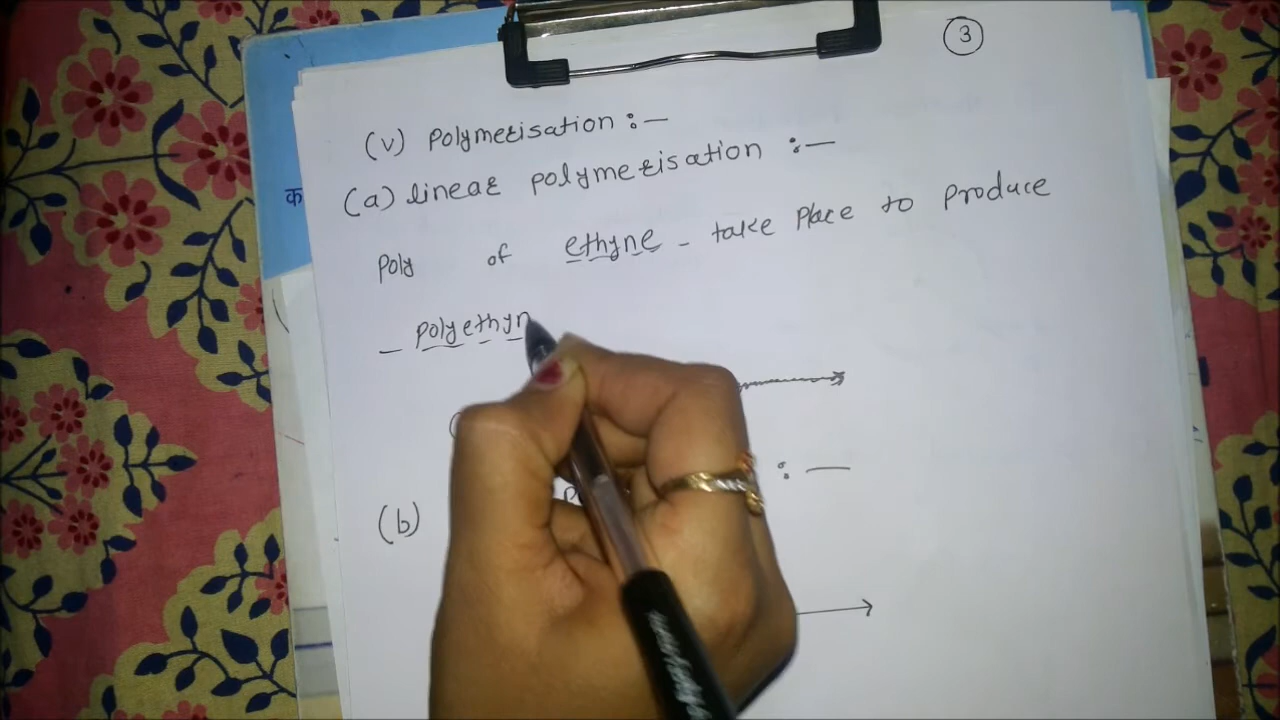 3
(v) Polymerisation :—
(a) linear polymerisation :—
Poly of ethyne - take place to produce
- polyethyn
(b) :—
क